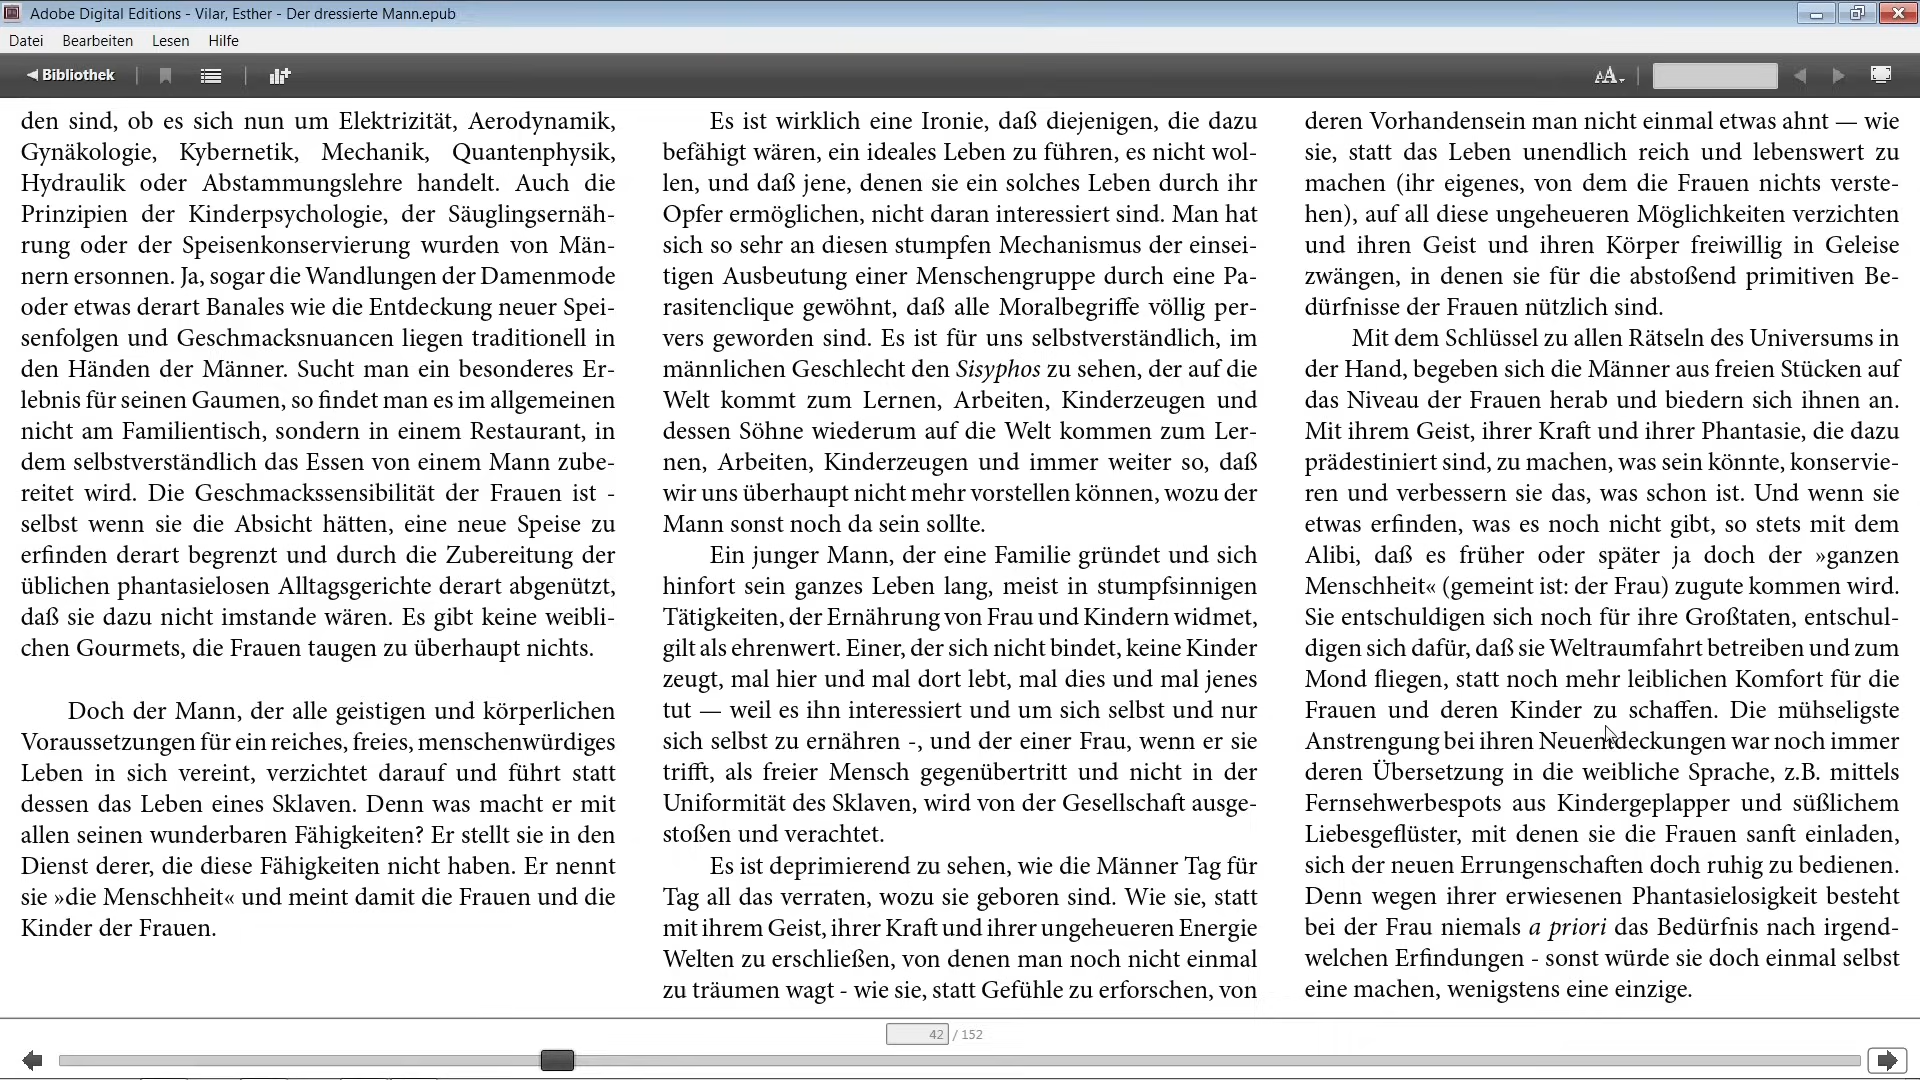 Adobe Digital Editions - Vilar, Esther - Der dressierte Mann.epub
Datei Bearbeiten Lesen Hilfe
Bibliothek
AA
den sind, ob es sich nun um Elektrizität, Aerodynamik,
Gynäkologie, Kybernetik, Mechanik, Quantenphysik,
Hydraulik oder Abstammungslehre handelt. Auch die
Prinzipien der Kinderpsychologie, der Säuglingsernäh-
rung oder der Speisenkonservierung wurden von Män-
nern ersonnen. Ja, sogar die Wandlungen der Damenmode
oder etwas derart Banales wie die Entdeckung neuer Spei-
senfolgen und Geschmacksnuancen liegen traditionell in
den Händen der Männer. Sucht man ein besonderes Er-
lebnis für seinen Gaumen, so findet man es im allgemeinen
nicht am Familientisch, sondern in einem Restaurant, in
dem selbstverständlich das Essen von einem Mann zube-
reitet wird. Die Geschmackssensibilität der Frauen ist -
selbst wenn sie die Absicht hätten, eine neue Speise zu
erfinden derart begrenzt und durch die Zubereitung der
üblichen phantasielosen Alltagsgerichte derart abgenützt,
daß sie dazu nicht imstande wären. Es gibt keine weibli-
chen Gourmets, die Frauen taugen zu überhaupt nichts.
Doch der Mann, der alle geistigen und körperlichen
Voraussetzungen für ein reiches, freies, menschenwürdiges
Leben in sich vereint, verzichtet darauf und führt statt
dessen das Leben eines Sklaven. Denn was macht er mit
allen seinen wunderbaren Fähigkeiten? Er stellt sie in den
Dienst derer, die diese Fähigkeiten nicht haben. Er nennt
sie »die Menschheit« und meint damit die Frauen und die
Kinder der Frauen.
Es ist wirklich eine Ironie, daß diejenigen, die dazu
befähigt wären, ein ideales Leben zu führen, es nicht wol-
len, und daß jene, denen sie ein solches Leben durch ihr
Opfer ermöglichen, nicht daran interessiert sind. Man hat
sich so sehr an diesen stumpfen Mechanismus der einsei-
tigen Ausbeutung einer Menschengruppe durch eine Pa-
rasitenclique gewöhnt, daß alle Moralbegriffe völlig per-
vers geworden sind. Es ist für uns selbstverständlich, im
männlichen Geschlecht den Sisyphos zu sehen, der auf die
Welt kommt zum Lernen, Arbeiten, Kinderzeugen und
dessen Söhne wiederum auf die Welt kommen zum Ler-
nen, Arbeiten, Kinderzeugen und immer weiter so, daß
wir uns überhaupt nicht mehr vorstellen können, wozu der
Mann sonst noch da sein sollte.
Ein junger Mann, der eine Familie gründet und sich
hinfort sein ganzes Leben lang, meist in stumpfsinnigen
Tätigkeiten, der Ernährung von Frau und Kindern widmet,
gilt als ehrenwert. Einer, der sich nicht bindet, keine Kinder
zeugt, mal hier und mal dort lebt, mal dies und mal jenes
tut — weil es ihn interessiert und um sich selbst und nur
sich selbst zu ernähren -, und der einer Frau, wenn er sie
trifft, als freier Mensch gegenübertritt und nicht in der
Uniformität des Sklaven, wird von der Gesellschaft ausge-
stoßen und verachtet.
Es ist deprimierend zu sehen, wie die Männer Tag für
Tag all das verraten, wozu sie geboren sind. Wie sie, statt
mit ihrem Geist, ihrer Kraft und ihrer ungeheueren Energie
Welten zu erschließen, von denen man noch nicht einmal
zu träumen wagt - wie sie, statt Gefühle zu erforschen, von
deren Vorhandensein man nicht einmal etwas ahnt — wie
sie, statt das Leben unendlich reich und lebenswert zu
machen (ihr eigenes, von dem die Frauen nichts verste-
hen), auf all diese ungeheueren Möglichkeiten verzichten
und ihren Geist und ihren Körper freiwillig in Geleise
zwängen, in denen sie für die abstoßend primitiven Be-
dürfnisse der Frauen nützlich sind.
Mit dem Schlüssel zu allen Rätseln des Universums in
der Hand, begeben sich die Männer aus freien Stücken auf
das Niveau der Frauen herab und biedern sich ihnen an.
Mit ihrem Geist, ihrer Kraft und ihrer Phantasie, die dazu
prädestiniert sind, zu machen, was sein könnte, konservie-
ren und verbessern sie das, was schon ist. Und wenn sie
etwas erfinden, was es noch nicht gibt, so stets mit dem
Alibi, daß es früher oder später ja doch der »ganzen
Menschheit« (gemeint ist: der Frau) zugute kommen wird.
Sie entschuldigen sich noch für ihre Großtaten, entschul-
digen sich dafür, daß sie Weltraumfahrt betreiben und zum
Mond fliegen, statt noch mehr leiblichen Komfort für die
Frauen und deren Kinder zu schaffen. Die mühseligste
Anstrengung bei ihren Neuendeckungen war noch immer
deren Übersetzung in die weibliche Sprache, z.B. mittels
Fernsehwerbespots aus Kindergeplapper und süßlichem
Liebesgeflüster, mit denen sie die Frauen sanft einladen,
sich der neuen Errungenschaften doch ruhig zu bedienen.
Denn wegen ihrer erwiesenen Phantasielosigkeit besteht
bei der Frau niemals a priori das Bedürfnis nach irgend-
welchen Erfindungen - sonst würde sie doch einmal selbst
eine machen, wenigstens eine einzige.
42 / 152